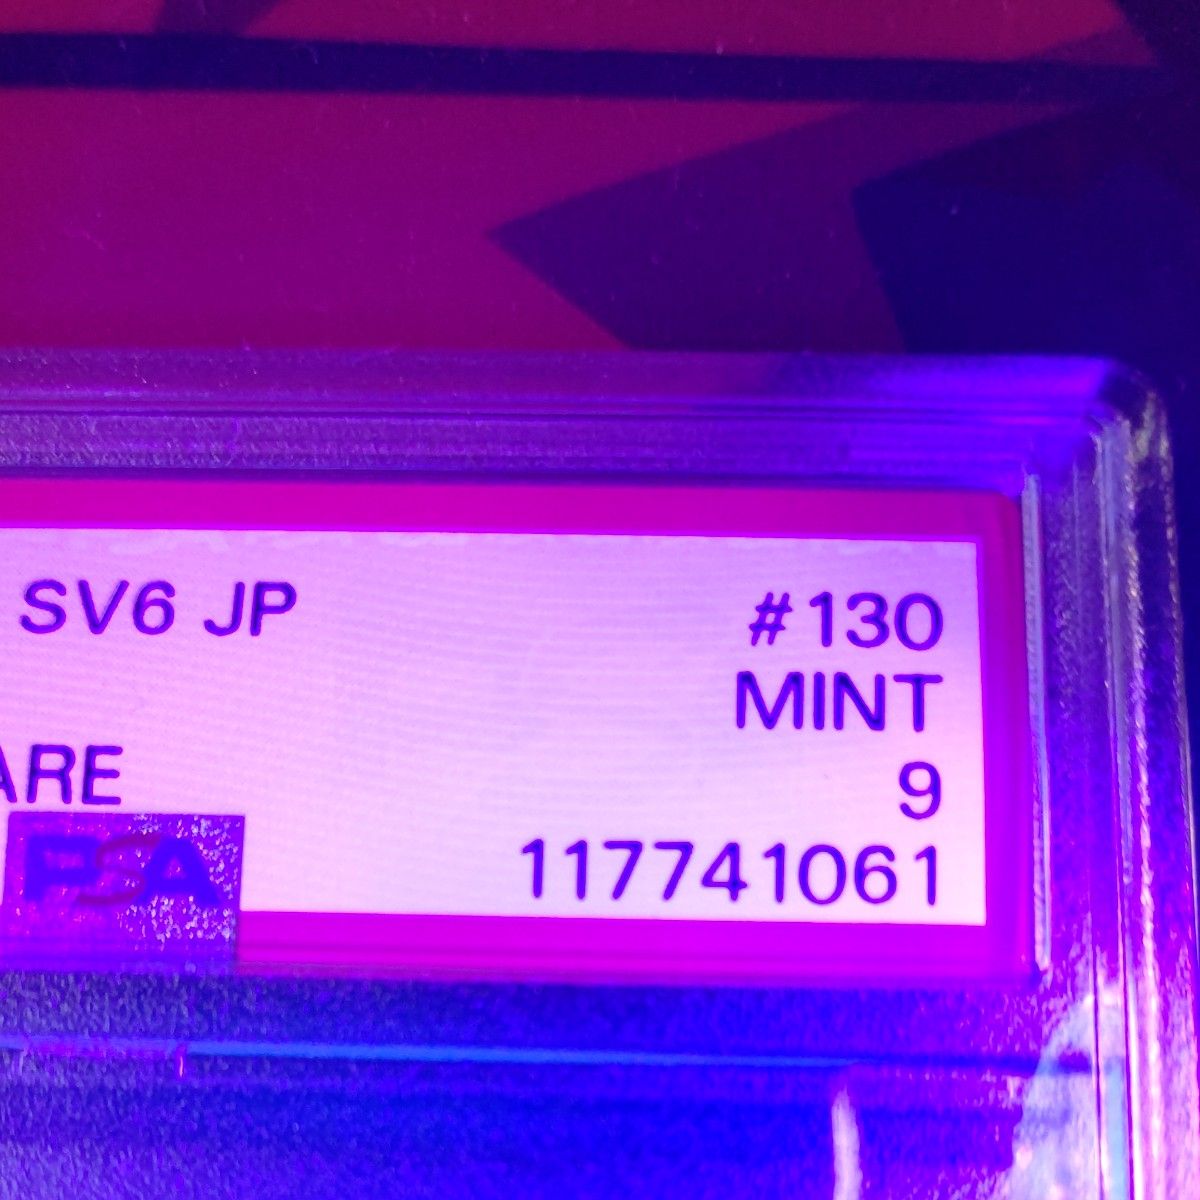 SV6 JP #130
MINT
ARE 9
PSA 117741061